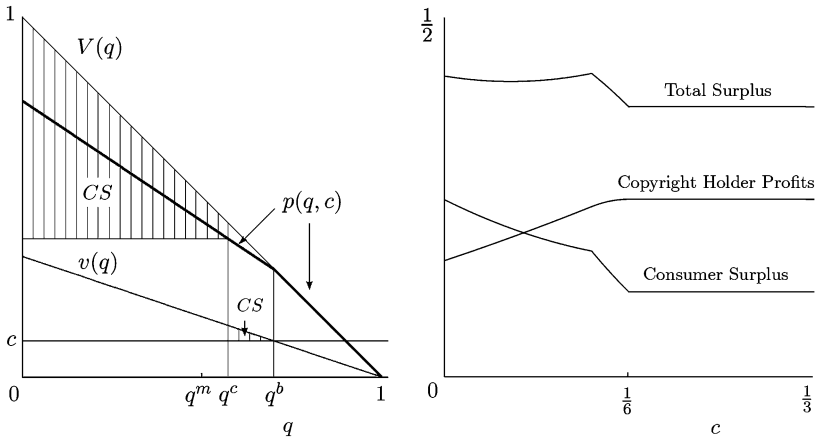 1
V(q)
CS
p(q, c)
v(q)
CS
c
0
q^m q^c q^b 1
q
1/2
Total Surplus
Copyright Holder Profits
Consumer Surplus
0
1/6 1/3
c